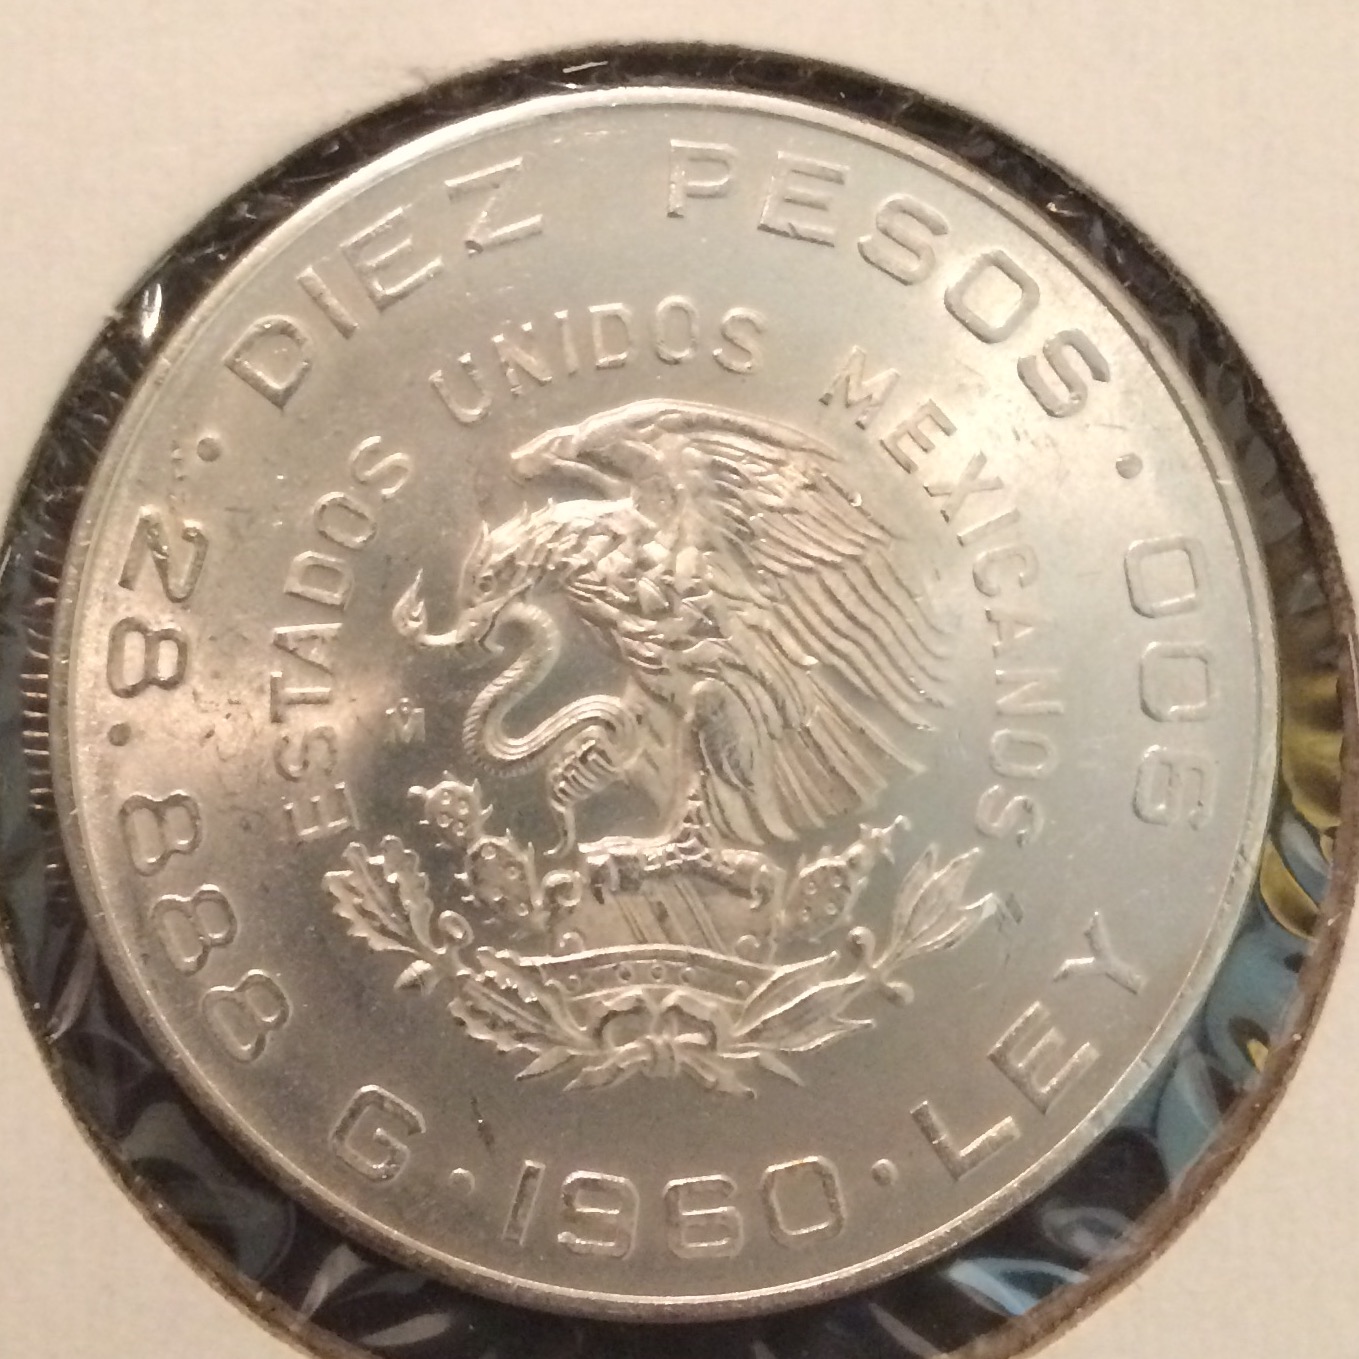 · DIEZ PESOS ·
28.888 G · 1960 · LEY 900
ESTADOS UNIDOS MEXICANOS